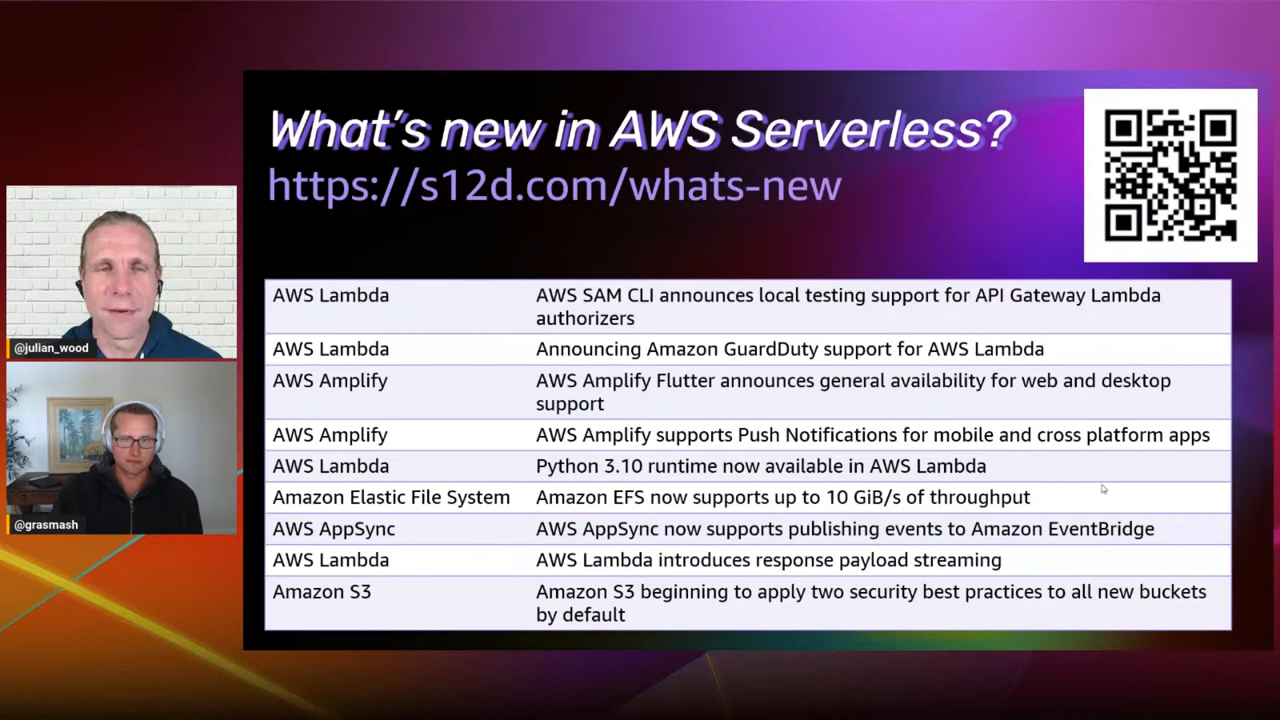 What's new in AWS Serverless?
https://s12d.com/whats-new
AWS Lambda AWS SAM CLI announces local testing support for API Gateway Lambda
authorizers
AWS Lambda Announcing Amazon GuardDuty support for AWS Lambda
AWS Amplify AWS Amplify Flutter announces general availability for web and desktop
support
AWS Amplify AWS Amplify supports Push Notifications for mobile and cross platform apps
AWS Lambda Python 3.10 runtime now available in AWS Lambda
Amazon Elastic File System Amazon EFS now supports up to 10 GiB/s of throughput
AWS AppSync AWS AppSync now supports publishing events to Amazon EventBridge
AWS Lambda AWS Lambda introduces response payload streaming
Amazon S3 Amazon S3 beginning to apply two security best practices to all new buckets
by default
@julian_wood
@grasmash